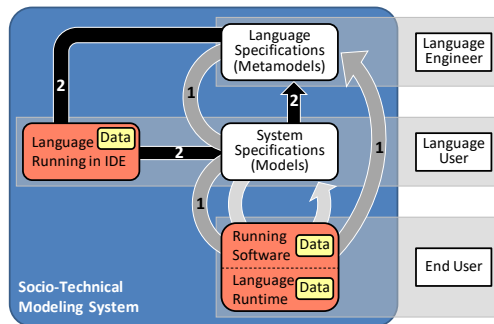 Language
Specifications
(Metamodels)
Language
Engineer
2
1
2
1
Data
Language
Running in IDE
2
System
Specifications
(Models)
Language
User
1
Running
Software
Data
Language
Runtime
Data
End User
Socio-Technical
Modeling System